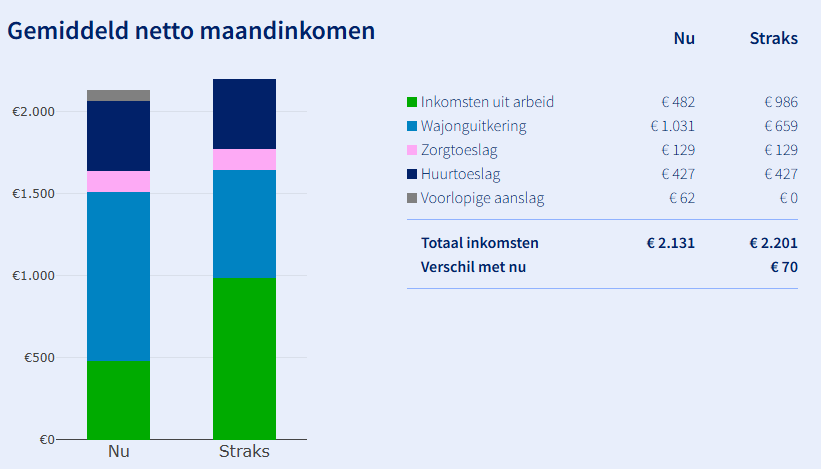 Gemiddeld netto maandinkomen
Nu Straks
€2.000
€1.500
€1.000
€500
€0
Nu Straks
Inkomsten uit arbeid € 482 € 986
Wajonguitkering € 1.031 € 659
Zorgtoeslag € 129 € 129
Huurtoeslag € 427 € 427
Voorlopige aanslag € 62 € 0
Totaal inkomsten € 2.131 € 2.201
Verschil met nu € 70